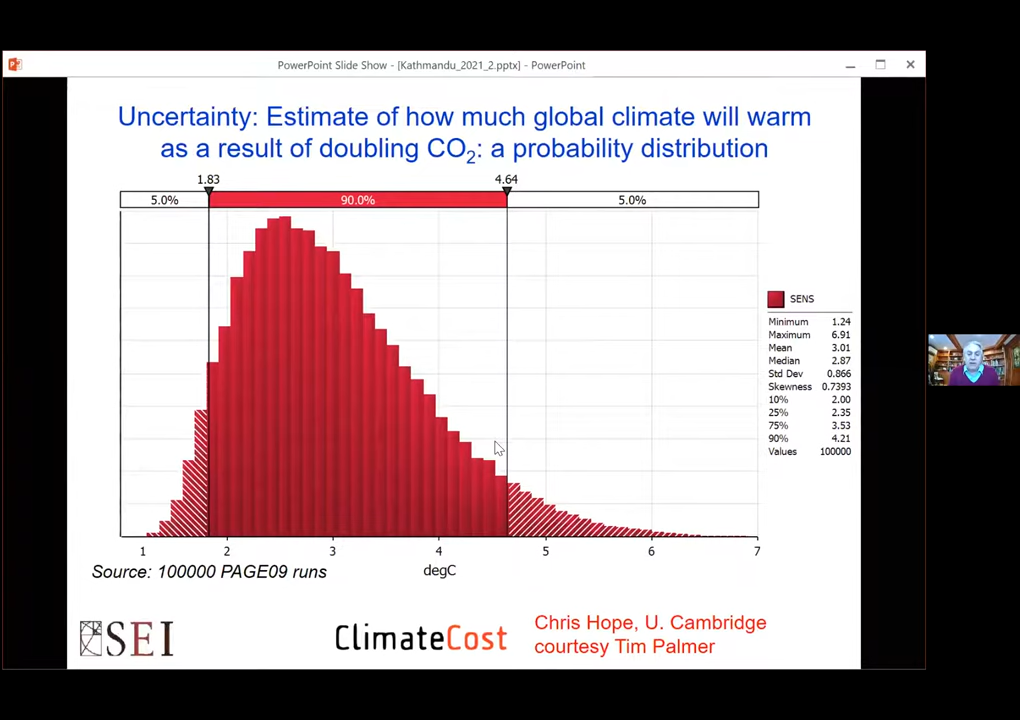 PowerPoint Slide Show - [Kathmandu_2021_2.pptx] - PowerPoint
Uncertainty: Estimate of how much global climate will warm
as a result of doubling CO₂: a probability distribution
1.83 4.64
5.0% 90.0% 5.0%
SENS
Minimum 1.24
Maximum 6.91
Mean 3.01
Median 2.87
Std Dev 0.866
Skewness 0.7393
10% 2.00
25% 2.35
75% 3.53
90% 4.21
Values 100000
1 2 3 4 5 6 7
degC
Source: 100000 PAGE09 runs
SEI
ClimateCost
Chris Hope, U. Cambridge
courtesy Tim Palmer